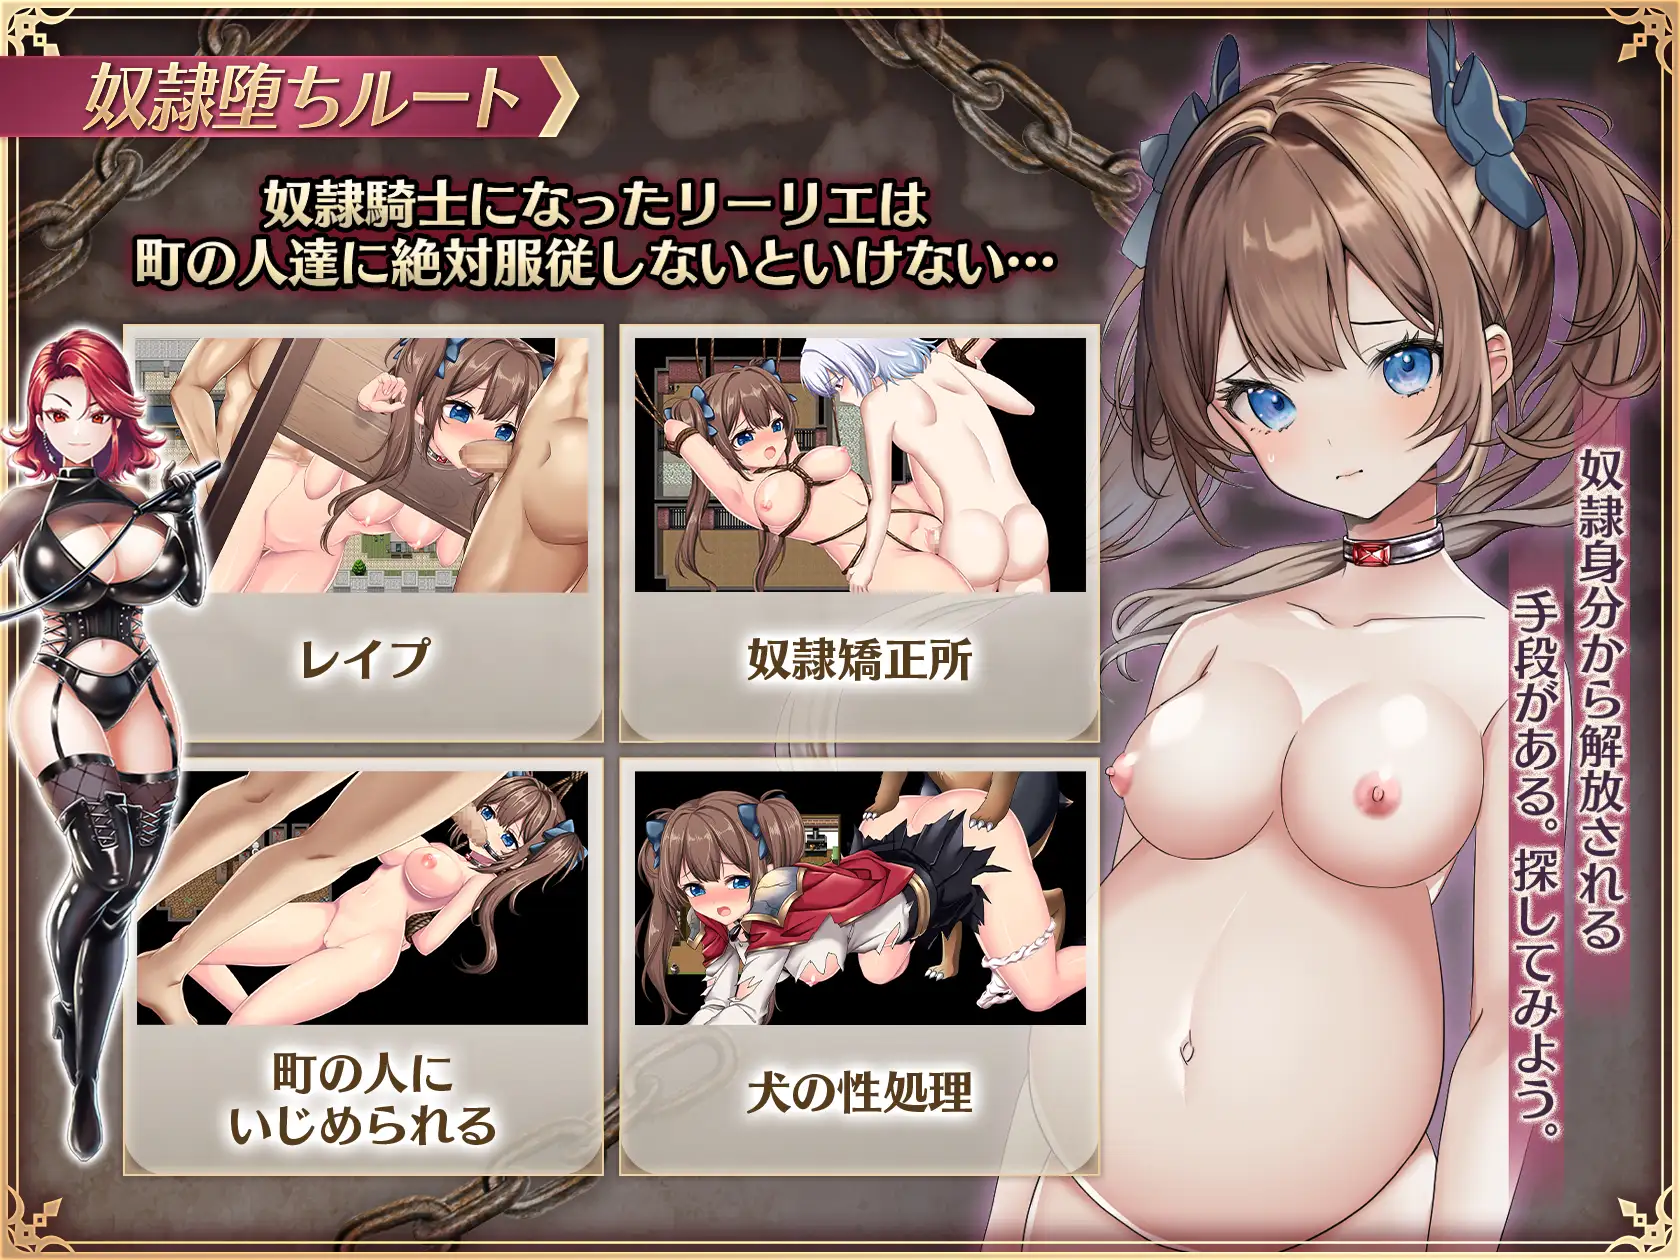 奴隷堕ちルート
奴隷騎士になったリーリエは
町の人達に絶対服従しないといけない…
レイプ
奴隷矯正所
町の人に
いじめられる
犬の性処理
奴隷身分から解放される
手段がある。探してみよう。